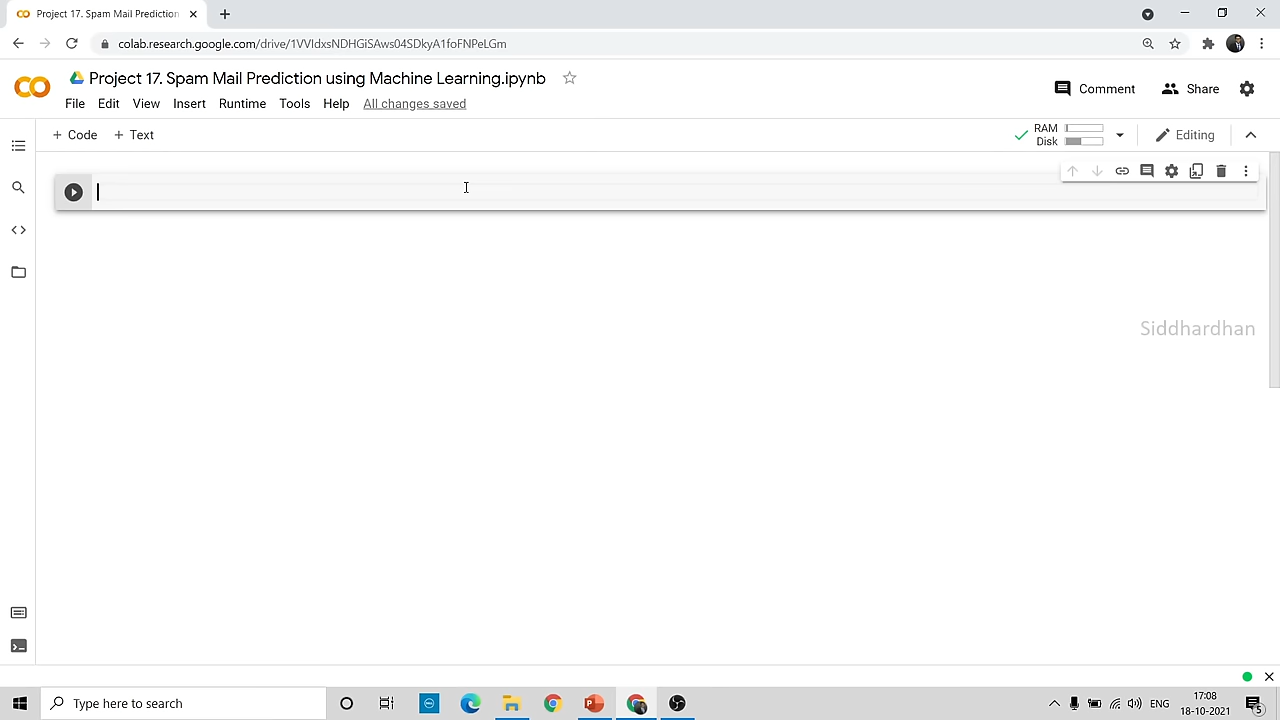 Project 17. Spam Mail Prediction
colab.research.google.com/drive/1VVIdxsNDHGiSAws04SDkyA1foFNPeLGm
Project 17. Spam Mail Prediction using Machine Learning.ipynb
Comment
Share
File Edit View Insert Runtime Tools Help All changes saved
+ Code + Text
RAM
Disk
Editing
Siddhardhan
Type here to search
ENG
17:08
18-10-2021
5